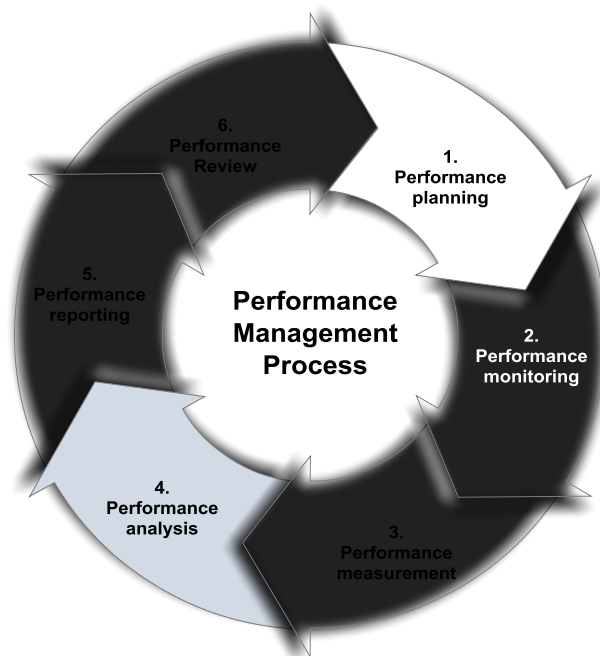 Performance
Management
Process
1.
Performance
planning
2.
Performance
monitoring
3.
Performance
measurement
4.
Performance
analysis
5.
Performance
reporting
6.
Performance
Review